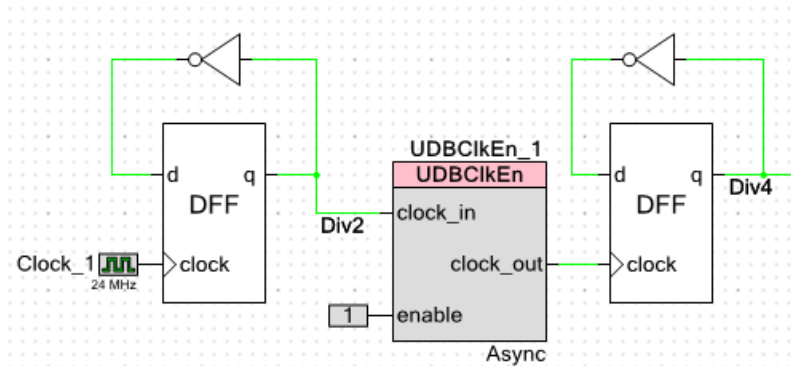 d
q
DFF
clock
Clock_1
24 MHz
Div2
UDBClkEn_1
UDBClkEn
clock_in
clock_out
1
enable
Async
d
q
DFF
clock
Div4